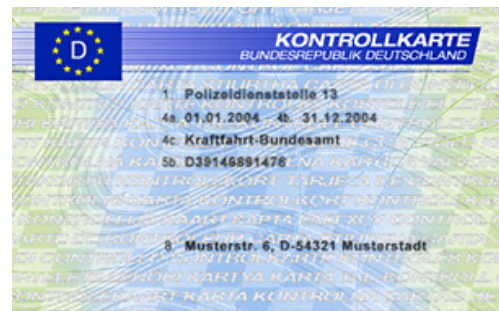 D
KONTROLLKARTE
BUNDESREPUBLIK DEUTSCHLAND
1. Polizeidienststelle 13
4a. 01.01.2004 4b. 31.12.2004
4c. Kraftfahrt-Bundesamt
5b. D39146891478
8 Musterstr. 6, D-54321 Musterstadt